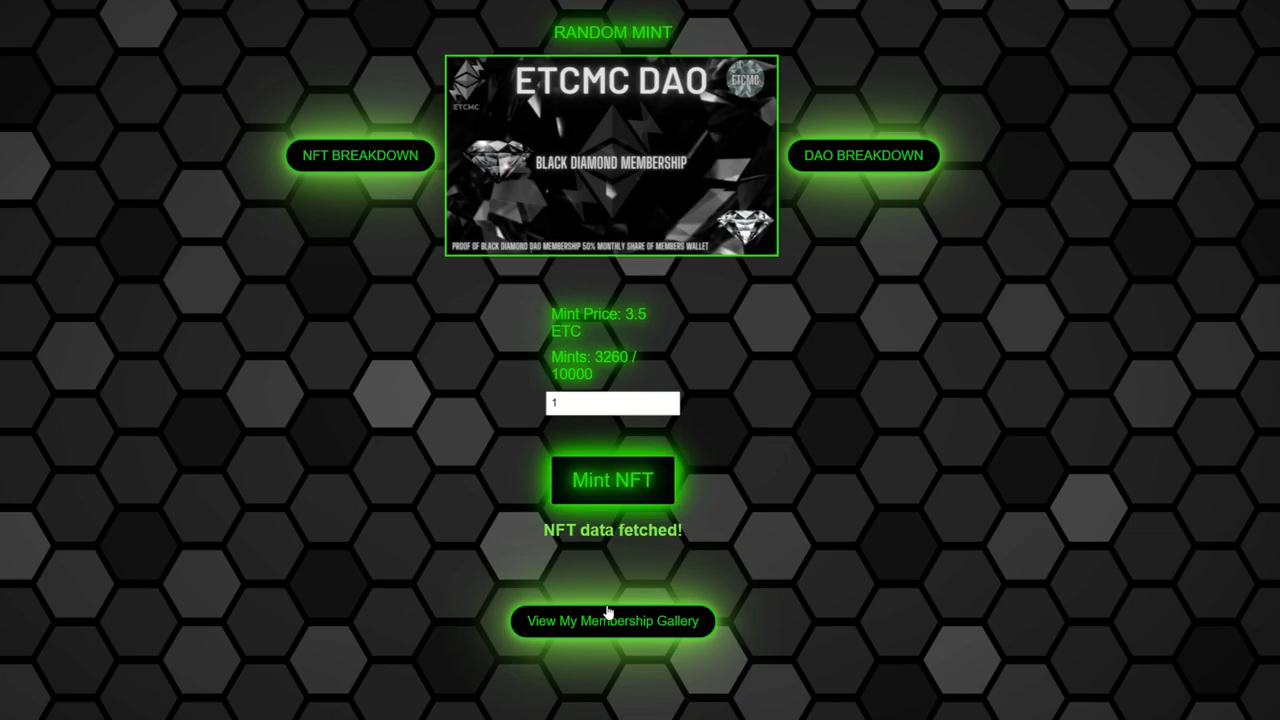 RANDOM MINT
ETCMC DAO
ETCMC
ETCMC
NFT BREAKDOWN
BLACK DIAMOND MEMBERSHIP
DAO BREAKDOWN
PROOF OF BLACK DIAMOND DAO MEMBERSHIP 50% MONTHLY SHARE OF MEMBERS WALLET
Mint Price: 3.5
ETC
Mints: 3260 /
10000
1
Mint NFT
NFT data fetched!
View My Membership Gallery